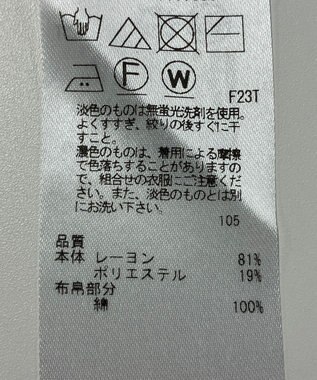 F
W
F23T
淡色のものは無蛍光洗剤を使用。
よくすすぎ、絞りの後すぐに干
すこと。
濃色のものは、着用による摩擦
で色落ちすることがありますの
で、組合せの衣服にご注意くだ
さい。また、淡色のものとは別
にお洗い下さい。
105
品質
本体 レーヨン 81%
ポリエステル 19%
布帛部分
綿 100%